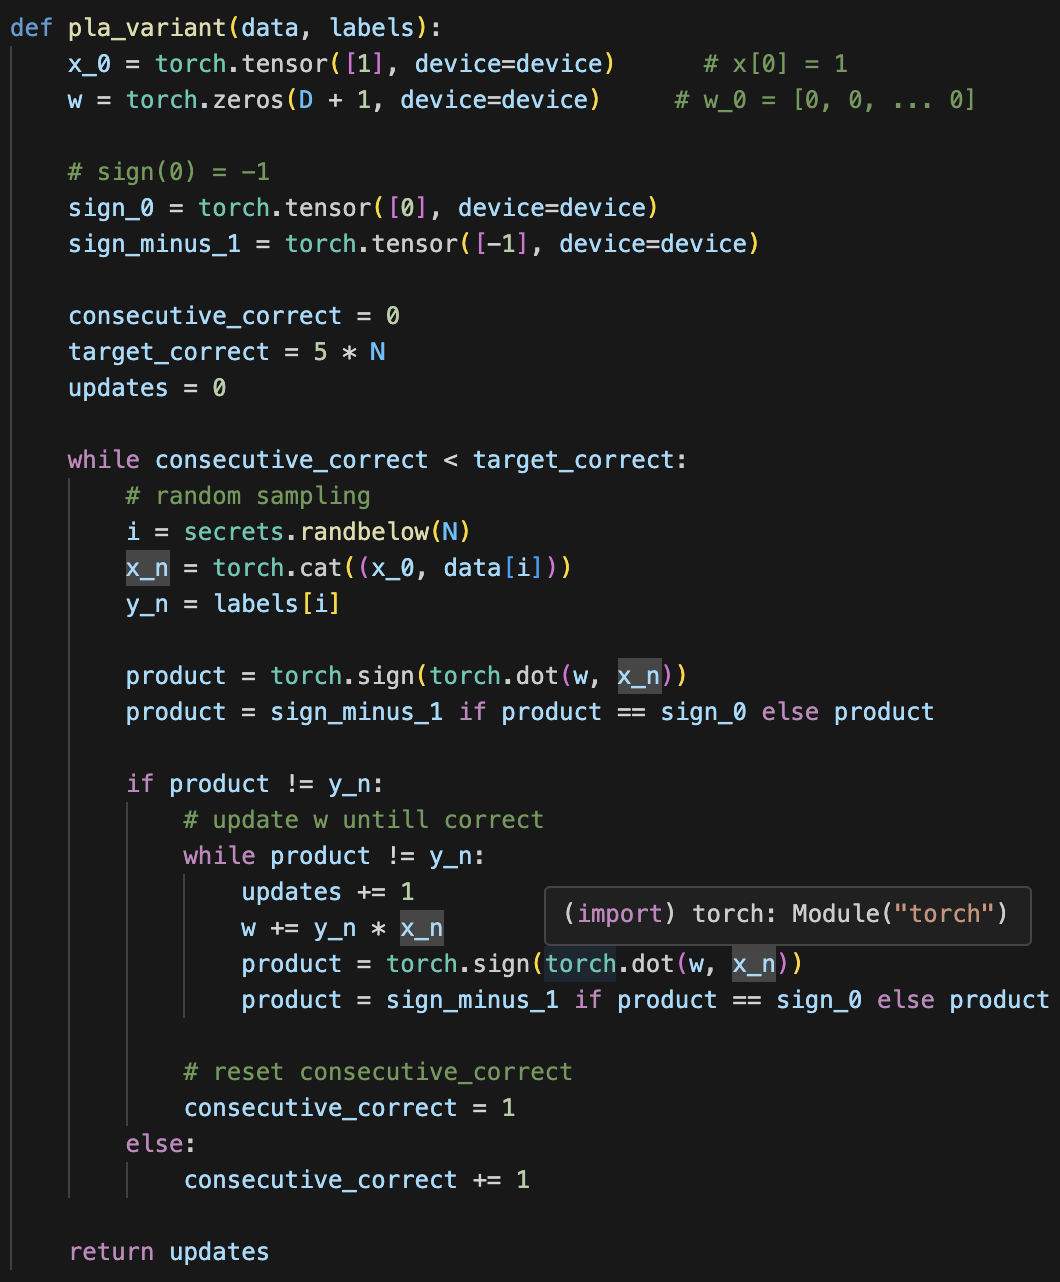 def pla_variant(data, labels):
    x_0 = torch.tensor([1], device=device)      # x[0] = 1
    w = torch.zeros(D + 1, device=device)     # w_0 = [0, 0, ... 0]
    # sign(0) = -1
    sign_0 = torch.tensor([0], device=device)
    sign_minus_1 = torch.tensor([-1], device=device)
    consecutive_correct = 0
    target_correct = 5 * N
    updates = 0
    while consecutive_correct < target_correct:
        # random sampling
        i = secrets.randbelow(N)
        x_n = torch.cat((x_0, data[i]))
        y_n = labels[i]
        product = torch.sign(torch.dot(w, x_n))
        product = sign_minus_1 if product == sign_0 else product
        if product != y_n:
            # update w untill correct
            while product != y_n:
                updates += 1
(import) torch: Module("torch")
                w += y_n * x_n
                product = torch.sign(torch.dot(w, x_n))
                product = sign_minus_1 if product == sign_0 else product
            # reset consecutive_correct
            consecutive_correct = 1
        else:
            consecutive_correct += 1
    return updates